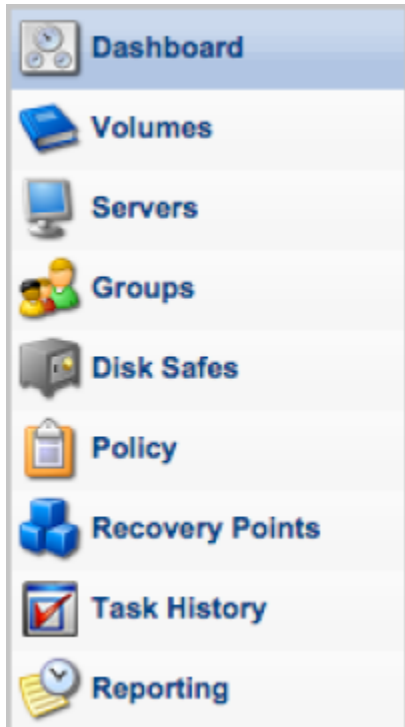 Dashboard
Volumes
Servers
Groups
Disk Safes
Policy
Recovery Points
Task History
Reporting